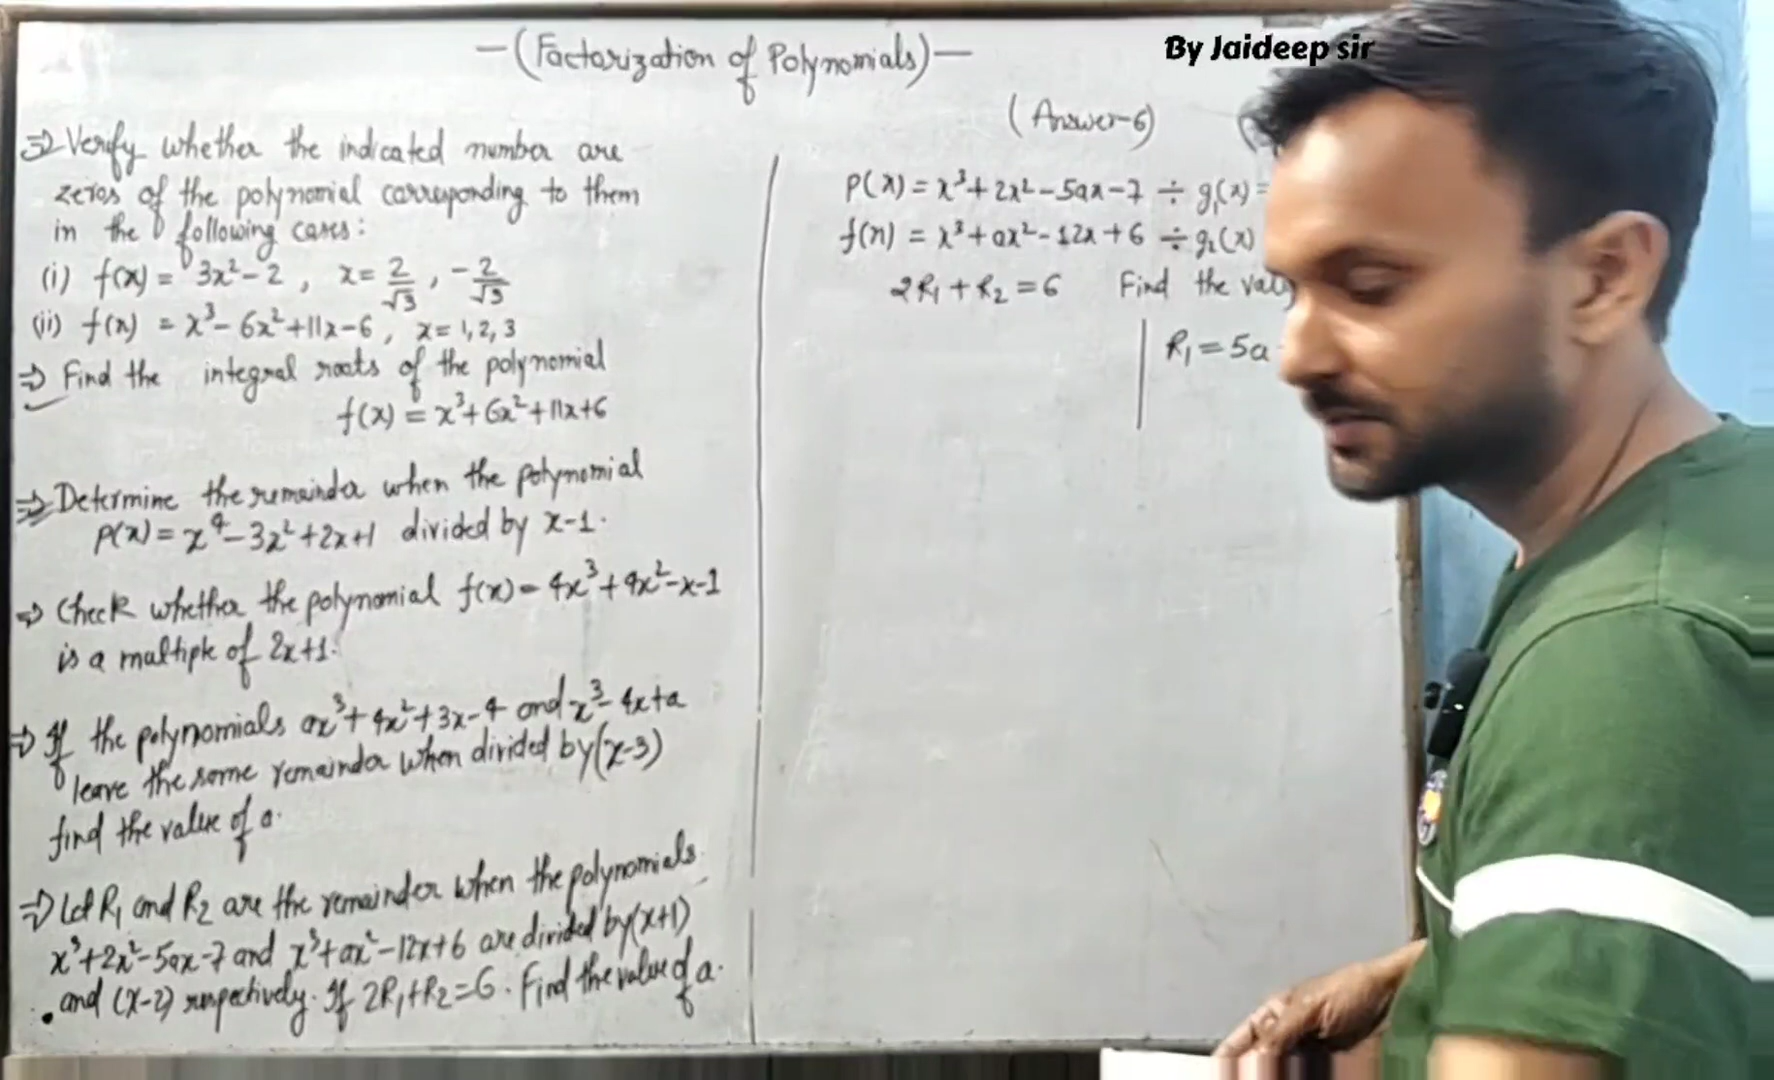 -(Factorization of Polynomials)-
By Jaideep sir
⇒ Verify whether the indicated number are
zeros of the polynomial corresponding to them
in the following cases:
(i) f(x) = 3x²-2 , x= 2/√3 , -2/√3
(ii) f(x) = x³-6x²+11x-6 , x=1,2,3
⇒ Find the integral roots of the polynomial
f(x) = x³+6x²+11x+6
⇒ Determine the remainder when the polynomial
P(x) = x⁴-3x²+2x+1 divided by x-1.
⇒ Check whether the polynomial f(x) = 4x³+4x²-x-1
is a multiple of 2x+1.
⇒ If the polynomials ax³+4x²+3x-4 and x³-4x+a
leave the same remainder when divided by (x-3)
find the value of a.
⇒ Let R₁ and R₂ are the remainder when the polynomials
x³+2x²-5ax-7 and x³+ax²-12x+6 are divided by (x+1)
and (x-2) respectively. If 2R₁+R₂=6. Find the value of a.
(Answer-6)
P(x) = x³+2x²-5ax-7 ÷ g₁(x) =
f(x) = x³+ax²-12x+6 ÷ g₂(x)
2R₁+R₂=6 Find the
R₁=5a